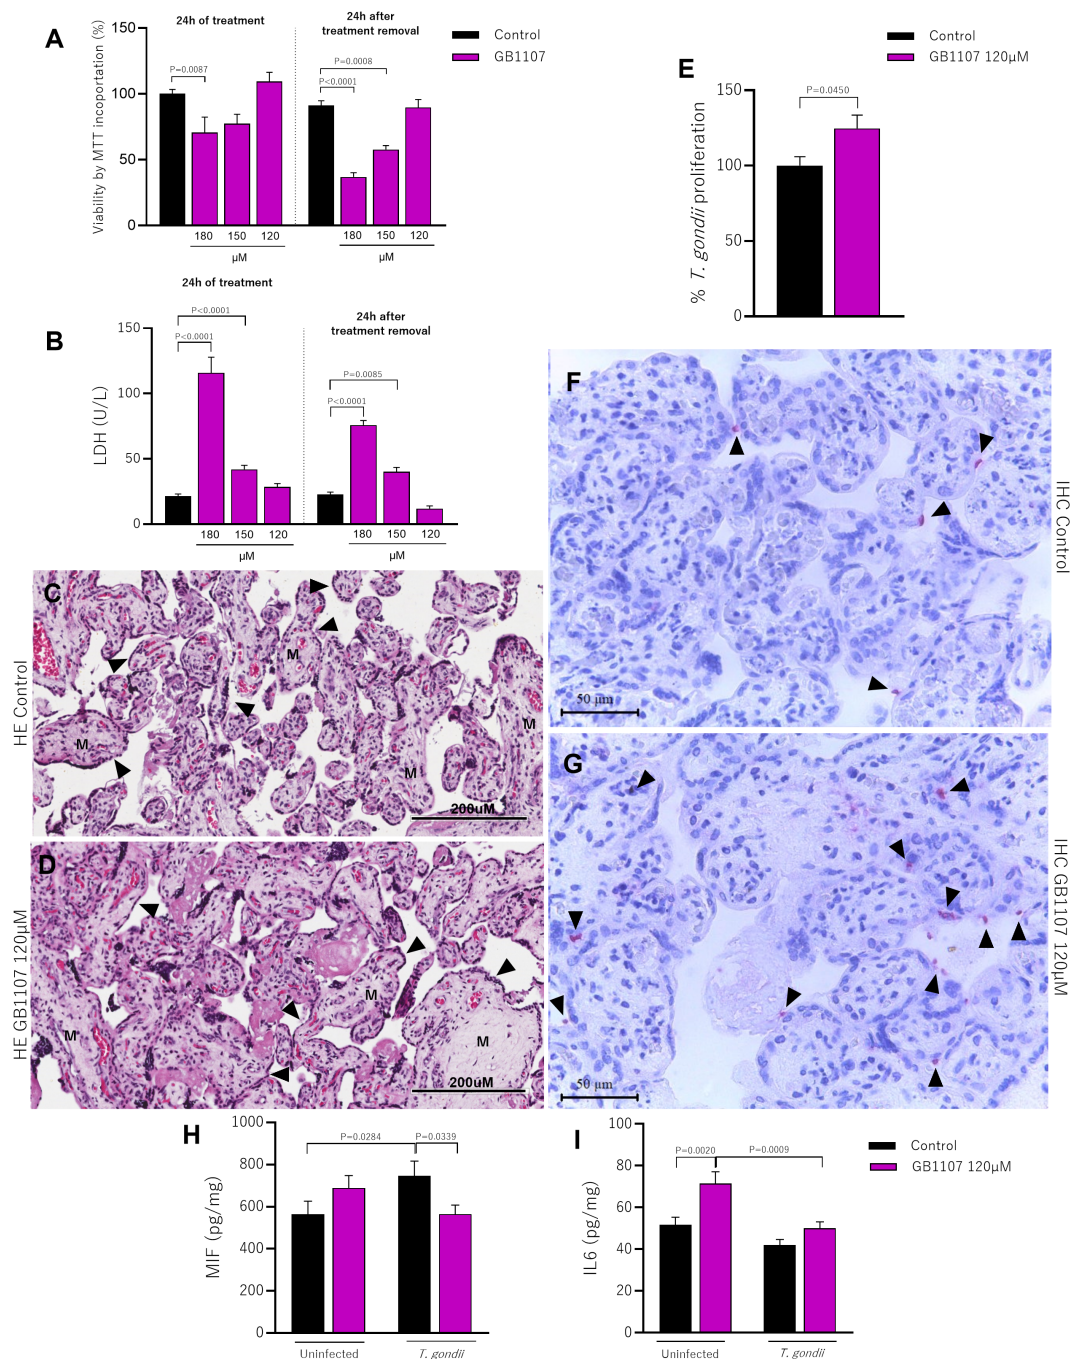 A
Viability by MTT incoportation (%)
150
100
50
0
24h of treatment
P=0.0087
180 150 120
µM
24h after
treatment removal
P=0.0008
P<0.0001
180 150 120
µM
Control
GB1107
B
LDH (U/L)
150
100
50
0
24h of treatment
P<0.0001
P<0.0001
180 150 120
µM
24h after
treatment removal
P=0.0085
P<0.0001
180 150 120
µM
Control
GB1107 120µM
E
% T. gondii proliferation
150
100
50
0
P=0.0450
HE Control
C
M
M
M
M
200uM
HE GB1107 120µM
D
M
M
M
200uM
F
50 µm
IHC Control
G
50 µm
IHC GB1107 120µM
H
MIF (pg/mg)
1000
800
600
400
200
0
P=0.0284
P=0.0339
Uninfected
T. gondii
I
IL6 (pg/mg)
100
80
60
40
20
0
P=0.0020
P=0.0009
Uninfected
T. gondii
Control
GB1107 120µM